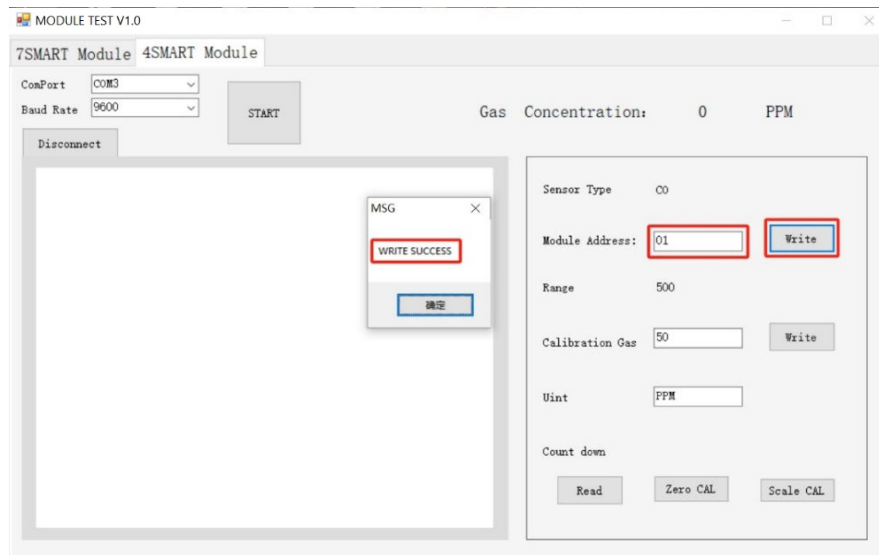 MODULE TEST V1.0
7SMART Module 4SMART Module
ComPort COM3
Baud Rate 9600
START
Gas Concentration: 0 PPM
Disconnect
MSG
WRITE SUCCESS
确定
Sensor Type CO
Module Address: 01 Write
Range 500
Calibration Gas 50 Write
Uint PPM
Count down
Read Zero CAL Scale CAL